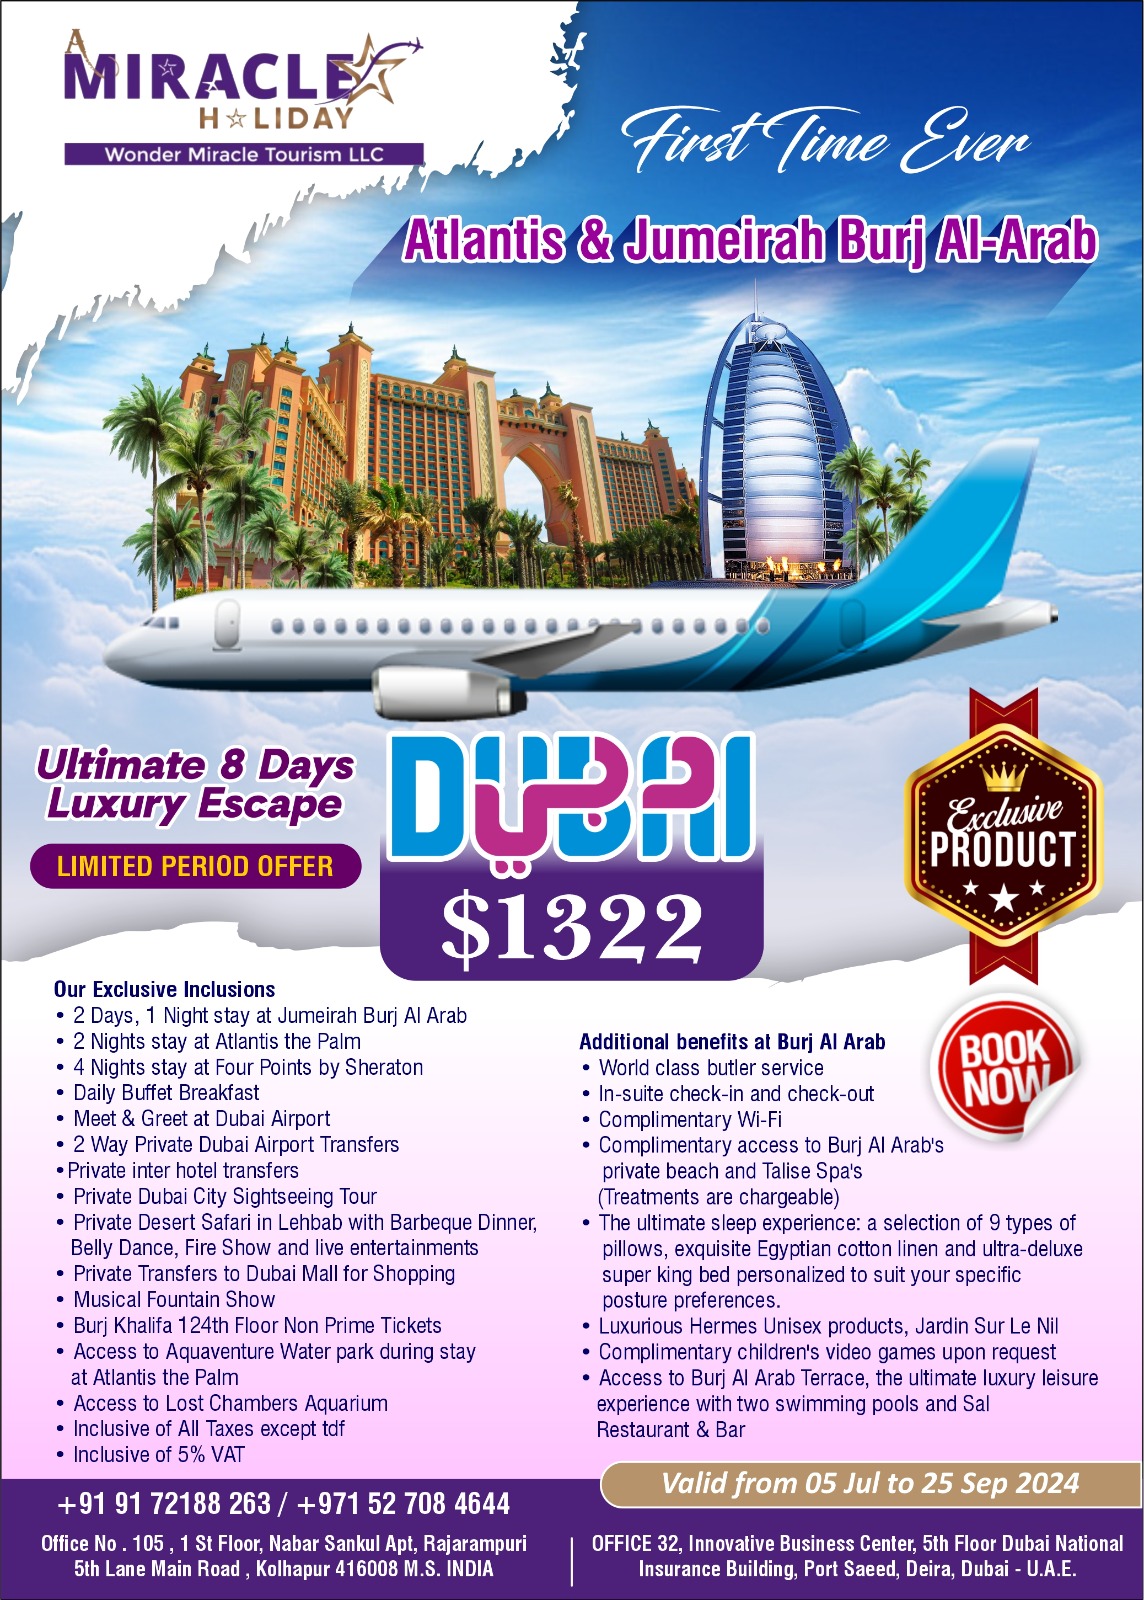 A
MIRACLE
HOLIDAY
Wonder Miracle Tourism LLC
First Time Ever
Atlantis & Jumeirah Burj Al-Arab
Ultimate 8 Days
Luxury Escape
LIMITED PERIOD OFFER
DUBAI
دبي
$1322
Exclusive
PRODUCT
BOOK
NOW
Our Exclusive Inclusions
• 2 Days, 1 Night stay at Jumeirah Burj Al Arab
• 2 Nights stay at Atlantis the Palm
• 4 Nights stay at Four Points by Sheraton
• Daily Buffet Breakfast
• Meet & Greet at Dubai Airport
• 2 Way Private Dubai Airport Transfers
•Private inter hotel transfers
• Private Dubai City Sightseeing Tour
• Private Desert Safari in Lehbab with Barbeque Dinner,
Belly Dance, Fire Show and live entertainments
• Private Transfers to Dubai Mall for Shopping
• Musical Fountain Show
• Burj Khalifa 124th Floor Non Prime Tickets
• Access to Aquaventure Water park during stay
at Atlantis the Palm
• Access to Lost Chambers Aquarium
• Inclusive of All Taxes except tdf
• Inclusive of 5% VAT
Additional benefits at Burj Al Arab
• World class butler service
• In-suite check-in and check-out
• Complimentary Wi-Fi
• Complimentary access to Burj Al Arab's
private beach and Talise Spa's
(Treatments are chargeable)
• The ultimate sleep experience: a selection of 9 types of
pillows, exquisite Egyptian cotton linen and ultra-deluxe
super king bed personalized to suit your specific
posture preferences.
• Luxurious Hermes Unisex products, Jardin Sur Le Nil
• Complimentary children's video games upon request
• Access to Burj Al Arab Terrace, the ultimate luxury leisure
experience with two swimming pools and Sal
Restaurant & Bar
Valid from 05 Jul to 25 Sep 2024
+91 91 72188 263 / +971 52 708 4644
Office No . 105 , 1 St Floor, Nabar Sankul Apt, Rajarampuri
5th Lane Main Road , Kolhapur 416008 M.S. INDIA
OFFICE 32, Innovative Business Center, 5th Floor Dubai National
Insurance Building, Port Saeed, Deira, Dubai - U.A.E.